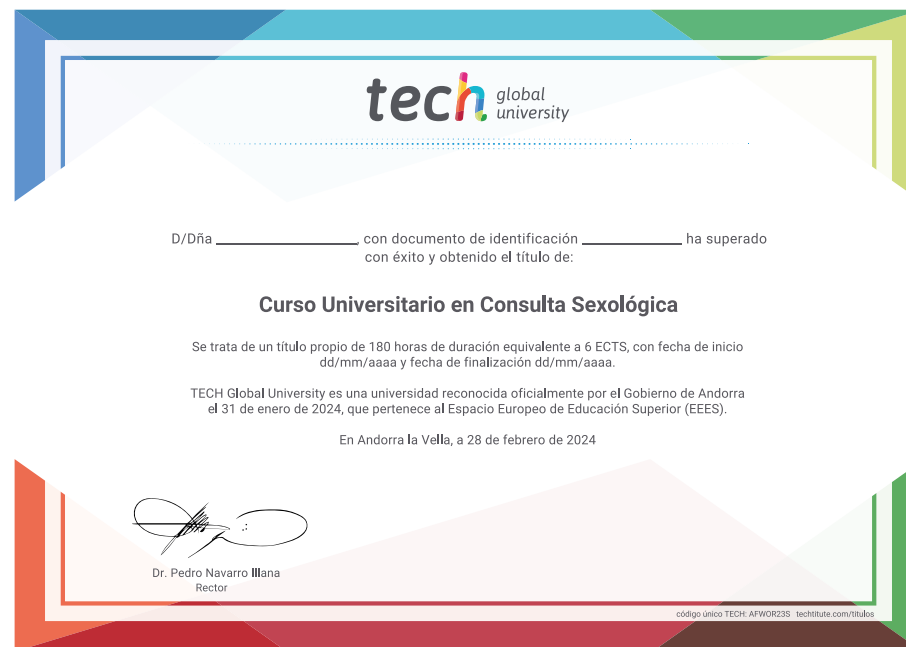 tech global university
D/Dña ____________________, con documento de identificación ______________ ha superado
con éxito y obtenido el título de:
Curso Universitario en Consulta Sexológica
Se trata de un título propio de 180 horas de duración equivalente a 6 ECTS, con fecha de inicio
dd/mm/aaaa y fecha de finalización dd/mm/aaaa.
TECH Global University es una universidad reconocida oficialmente por el Gobierno de Andorra
el 31 de enero de 2024, que pertenece al Espacio Europeo de Educación Superior (EEES).
En Andorra la Vella, a 28 de febrero de 2024
Dr. Pedro Navarro Illana
Rector
código único TECH: AFWOR23S techtitute.com/titulos